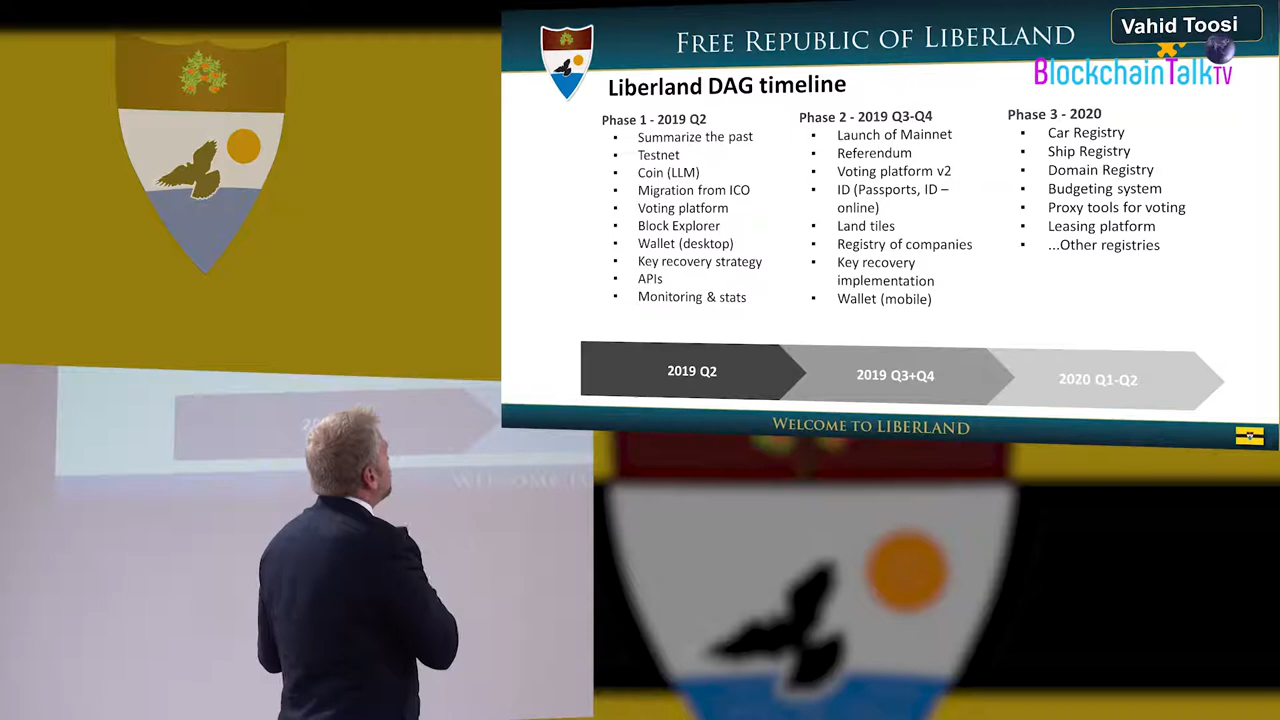 FREE REPUBLIC OF LIBERLAND
Vahid Toosi
BlockchainTalkTV
Liberland DAG timeline
Phase 1 - 2019 Q2
▪ Summarize the past
▪ Testnet
▪ Coin (LLM)
▪ Migration from ICO
▪ Voting platform
▪ Block Explorer
▪ Wallet (desktop)
▪ Key recovery strategy
▪ APIs
▪ Monitoring & stats
Phase 2 - 2019 Q3-Q4
▪ Launch of Mainnet
▪ Referendum
▪ Voting platform v2
▪ ID (Passports, ID –
online)
▪ Land tiles
▪ Registry of companies
▪ Key recovery
implementation
▪ Wallet (mobile)
Phase 3 - 2020
▪ Car Registry
▪ Ship Registry
▪ Domain Registry
▪ Budgeting system
▪ Proxy tools for voting
▪ Leasing platform
▪ ...Other registries
2019 Q2
2019 Q3+Q4
2020 Q1-Q2
WELCOME TO LIBERLAND
WELCOME